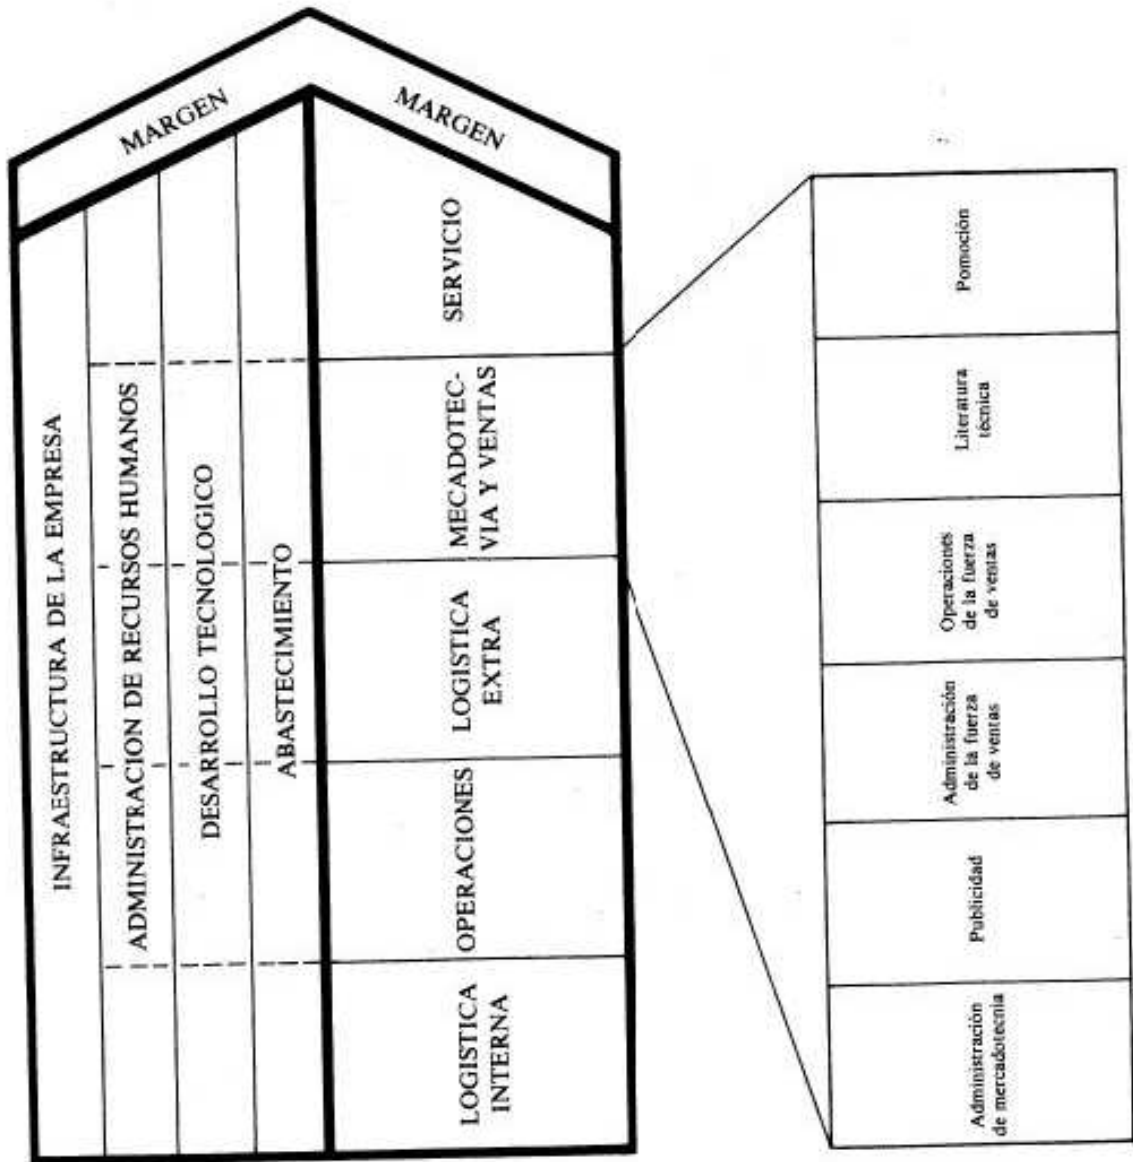 INFRAESTRUCTURA DE LA EMPRESA
ADMINISTRACION DE RECURSOS HUMANOS
DESARROLLO TECNOLOGICO
ABASTECIMIENTO
MARGEN
LOGISTICA
INTERNA
OPERACIONES
LOGISTICA
EXTRA
MECADOTEC-
VIA Y VENTAS
SERVICIO
MARGEN
Administración
de mercadotecnia
Publicidad
Administración
de la fuerza
de ventas
Operaciones
de la fuerza
de ventas
Literatura
técnica
Pomoción